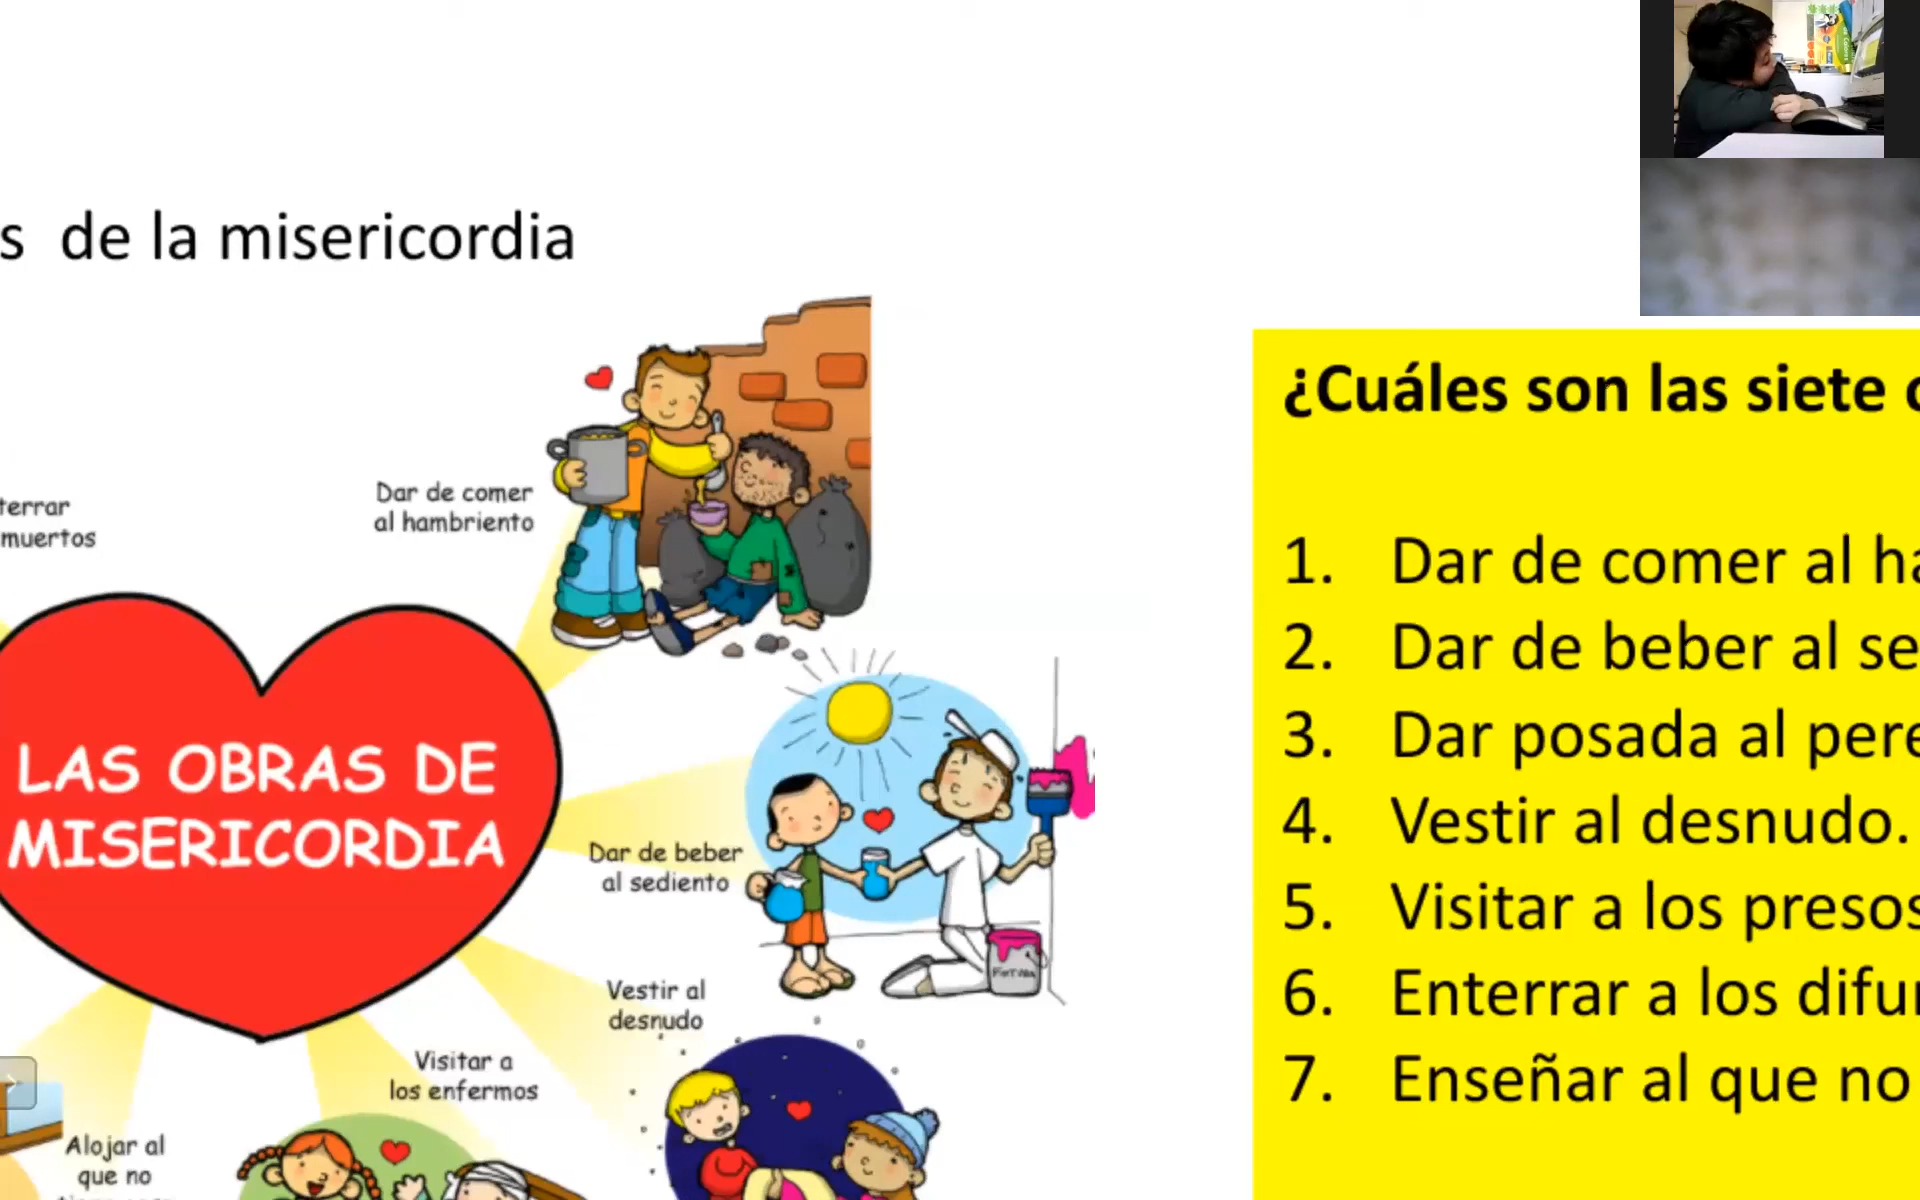 s de la misericordia
terrar
muertos
Dar de comer
al hambriento
LAS OBRAS DE
MISERICORDIA
Dar de beber
al sediento
Vestir al
desnudo
Visitar a
los enfermos
Alojar al
que no
¿Cuáles son las siete
1. Dar de comer al ha
2. Dar de beber al se
3. Dar posada al pere
4. Vestir al desnudo.
5. Visitar a los presos
6. Enterrar a los difu
7. Enseñar al que no